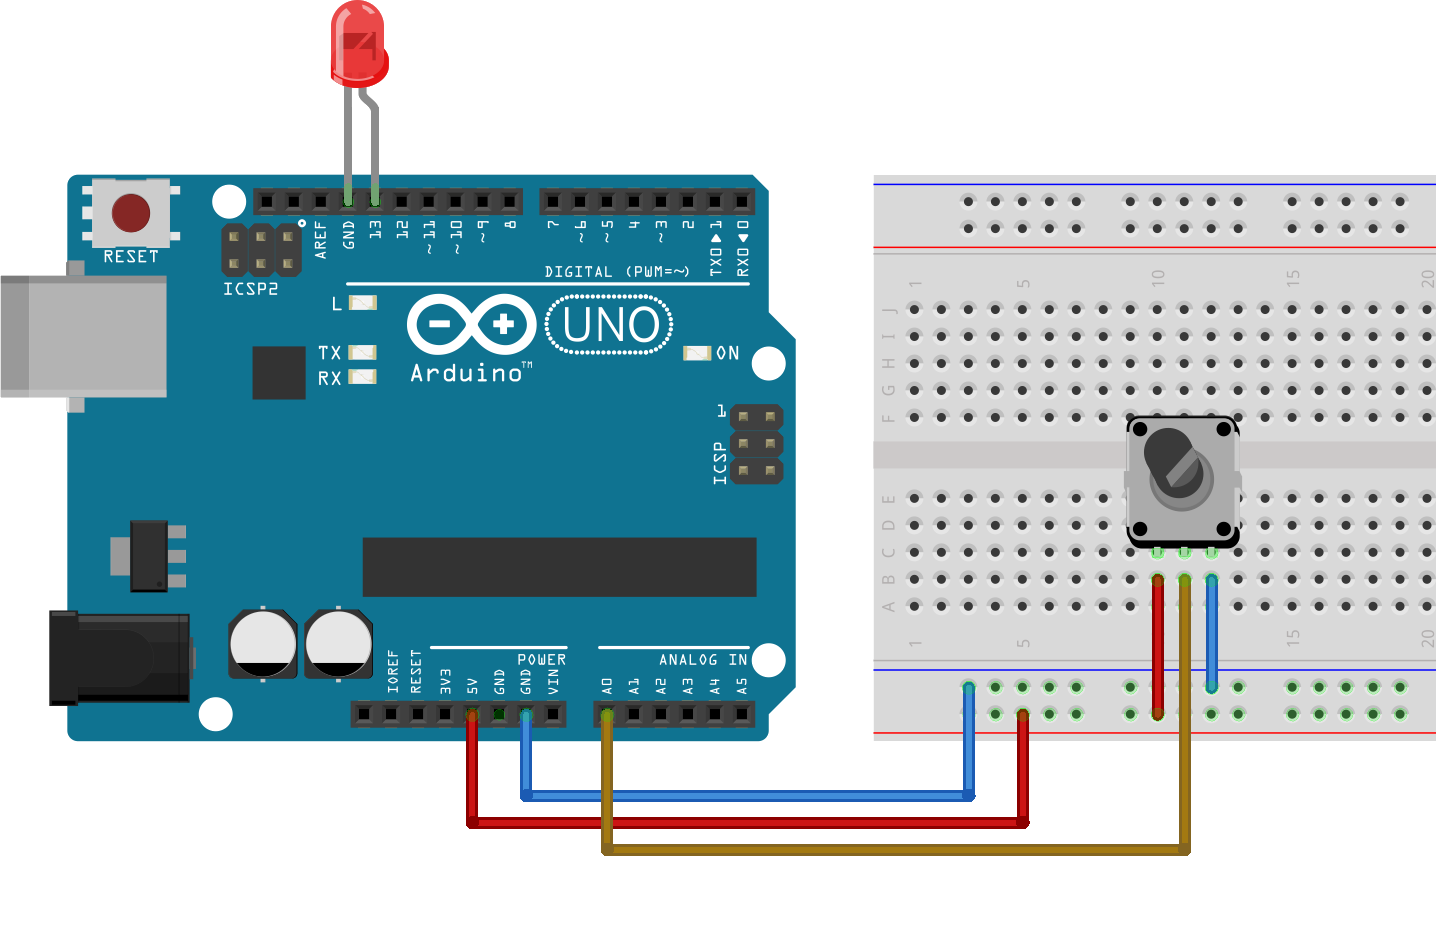 RESET
ICSP2
AREF
GND
13
12
~11
~10
~9
8
7
~6
~5
4
~3
2
TX0▶1
RX0◀0
DIGITAL (PWM=~)
L
TX
RX
UNO
Arduino™
ON
1
ICSP
IOREF
RESET
3V3
5V
GND
GND
VIN
POWER
ANALOG IN
A0
A1
A2
A3
A4
A5
1
5
10
15
20
J
I
H
G
F
E
D
C
B
A
1
5
15
20